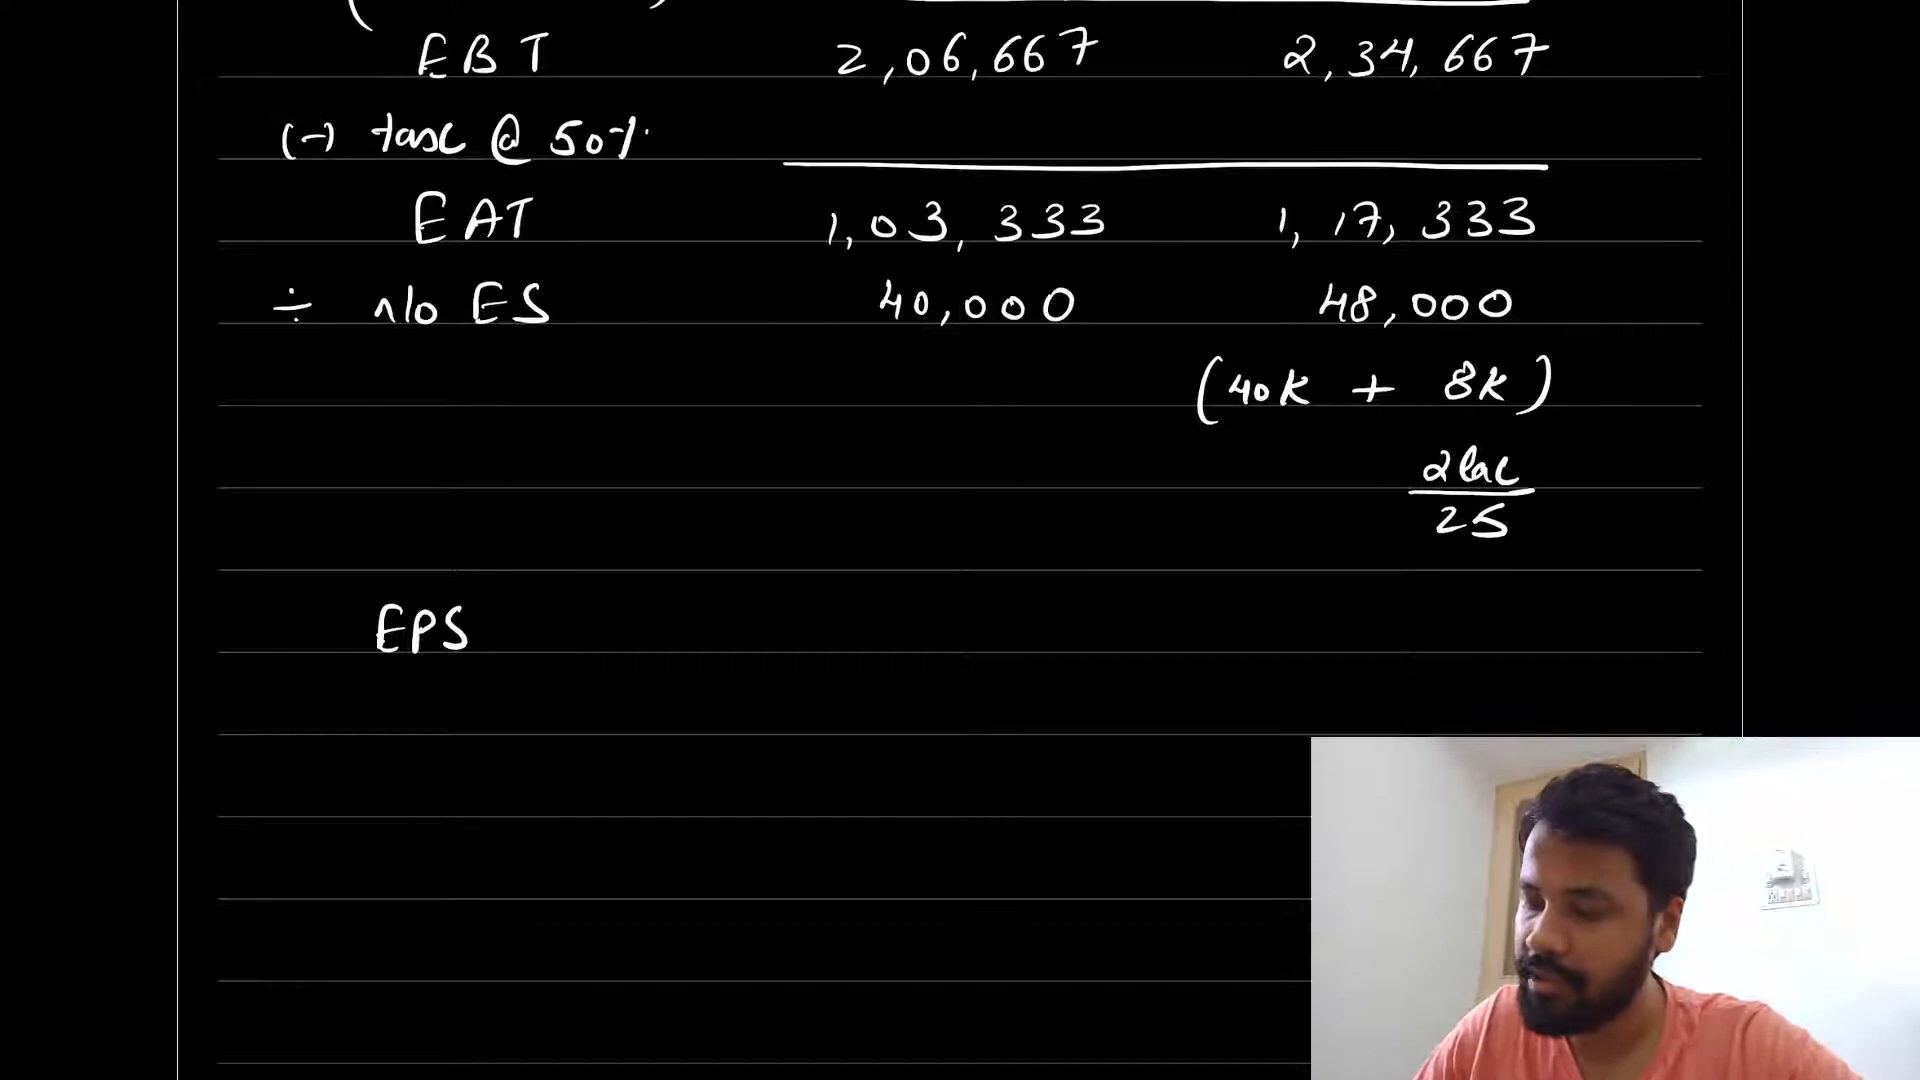 EBT 2,06,667 2,34,667
(-) tax @ 50%
EAT 1,03,333 1,17,333
÷ n/o ES 40,000 48,000
(40k + 8k)
2lac
25
EPS